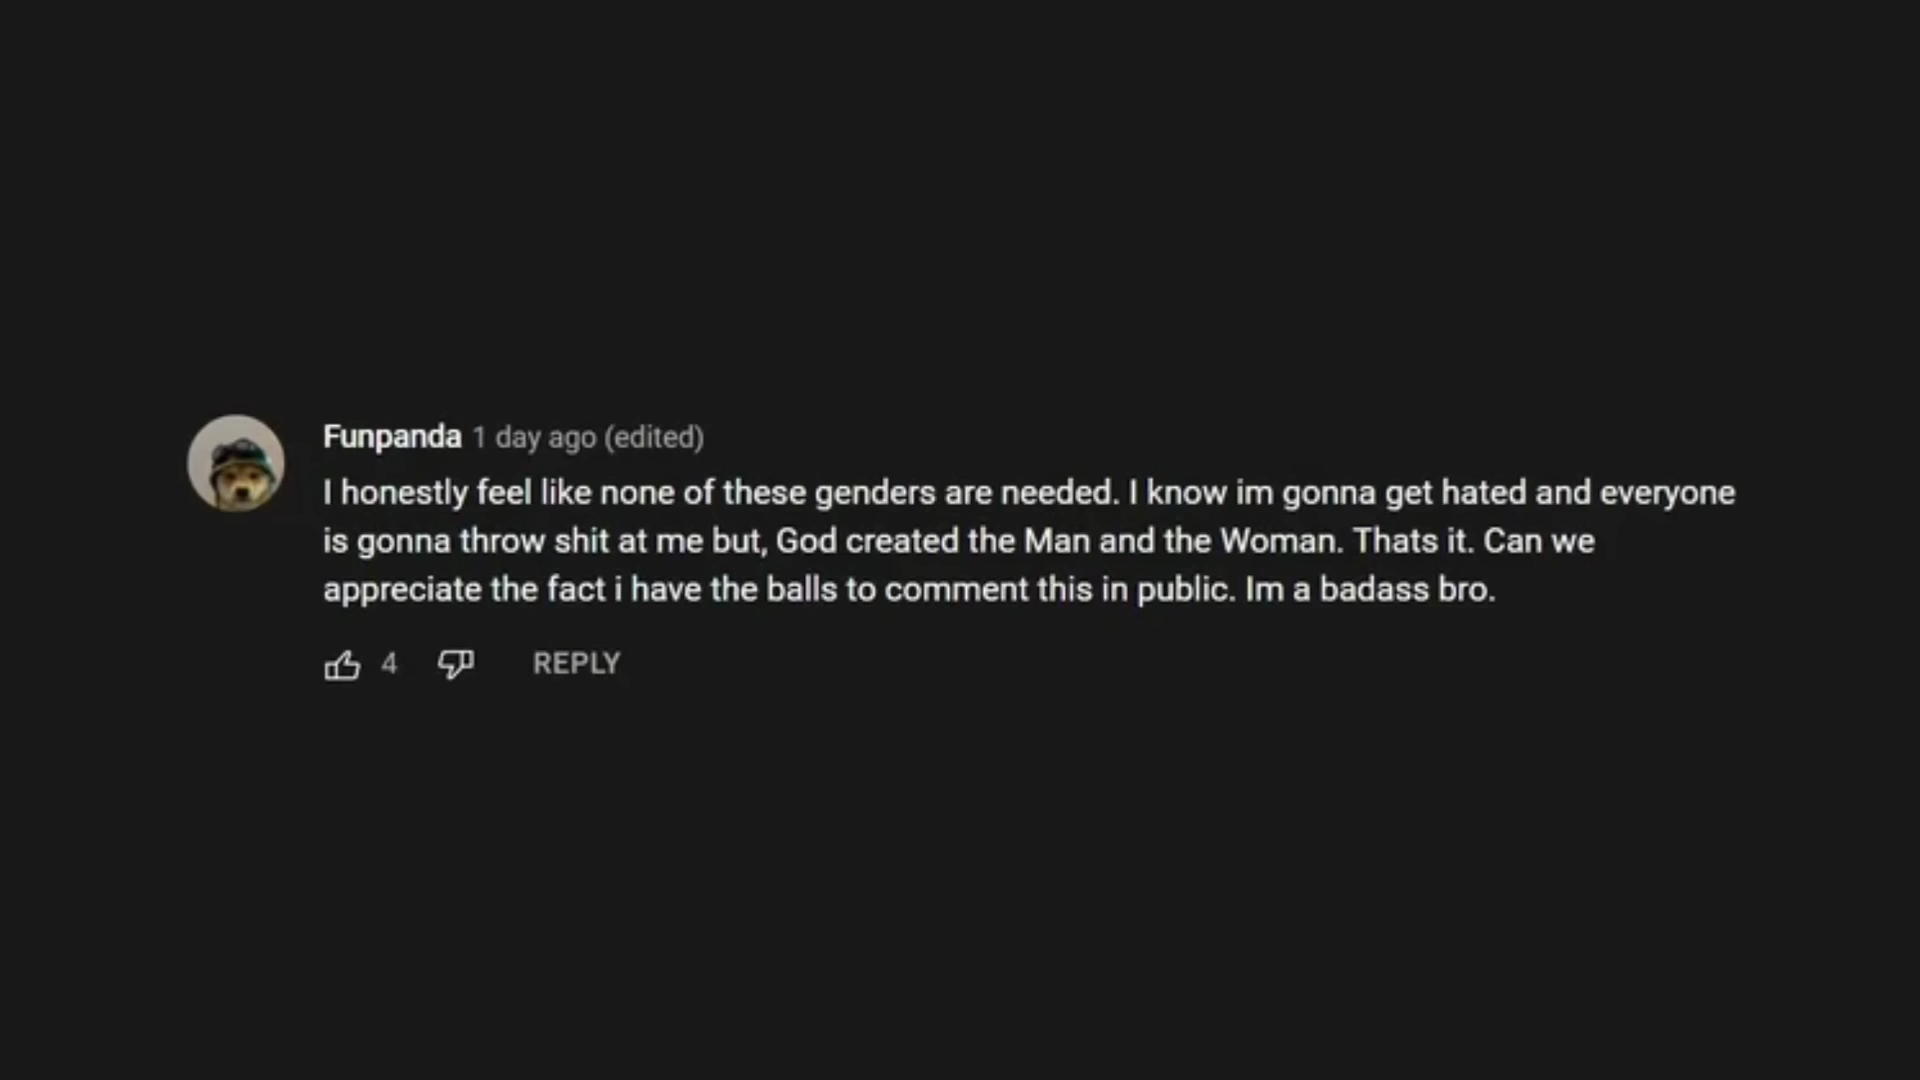 Funpanda 1 day ago (edited)
I honestly feel like none of these genders are needed. I know im gonna get hated and everyone
is gonna throw shit at me but, God created the Man and the Woman. Thats it. Can we
appreciate the fact i have the balls to comment this in public. Im a badass bro.
4 REPLY